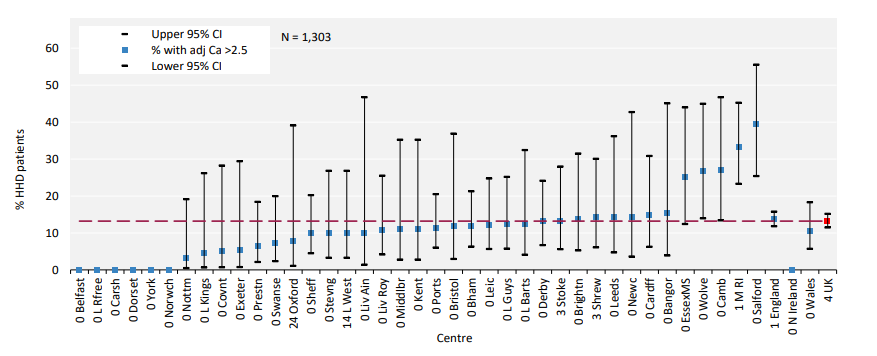 Upper 95% CI
% with adj Ca >2.5
Lower 95% CI
N = 1,303
% HHD patients
60
50
40
30
20
10
0
0 Belfast
0 L Rfree
0 Carsh
0 Dorset
0 York
0 Norwch
0 Nottm
0 L Kings
0 Covnt
0 Exeter
0 Prestn
0 Swanse
24 Oxford
0 Sheff
0 Stevng
14 L West
0 Liv Ain
0 Liv Roy
0 Middlbr
0 Kent
0 Ports
0 Bristol
0 Bham
0 Leic
0 L Guys
0 L Barts
0 Derby
3 Stoke
0 Brightn
3 Shrew
0 Leeds
0 Newc
0 Cardff
0 Bangor
0 EssexMS
0 Wolve
0 Camb
1 M RI
0 Salford
1 England
0 N Ireland
0 Wales
4 UK
Centre